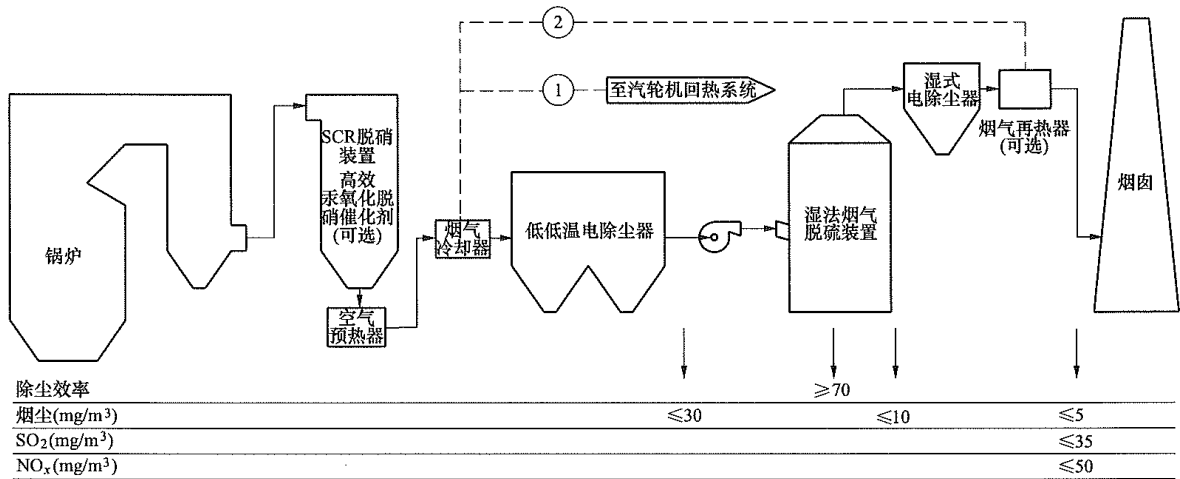 ②
①
至汽轮机回热系统
湿式
电除尘器
烟气再热器
(可选)
SCR脱硝
装置
高效
汞氧化脱
硝催化剂
(可选)
烟囱
锅炉
烟气
冷却器
低低温电除尘器
湿法烟气
脱硫装置
空气
预热器
除尘效率 ≥70
烟尘(mg/m³) ≤30 ≤10 ≤5
SO₂(mg/m³) ≤35
NOₓ(mg/m³) ≤50